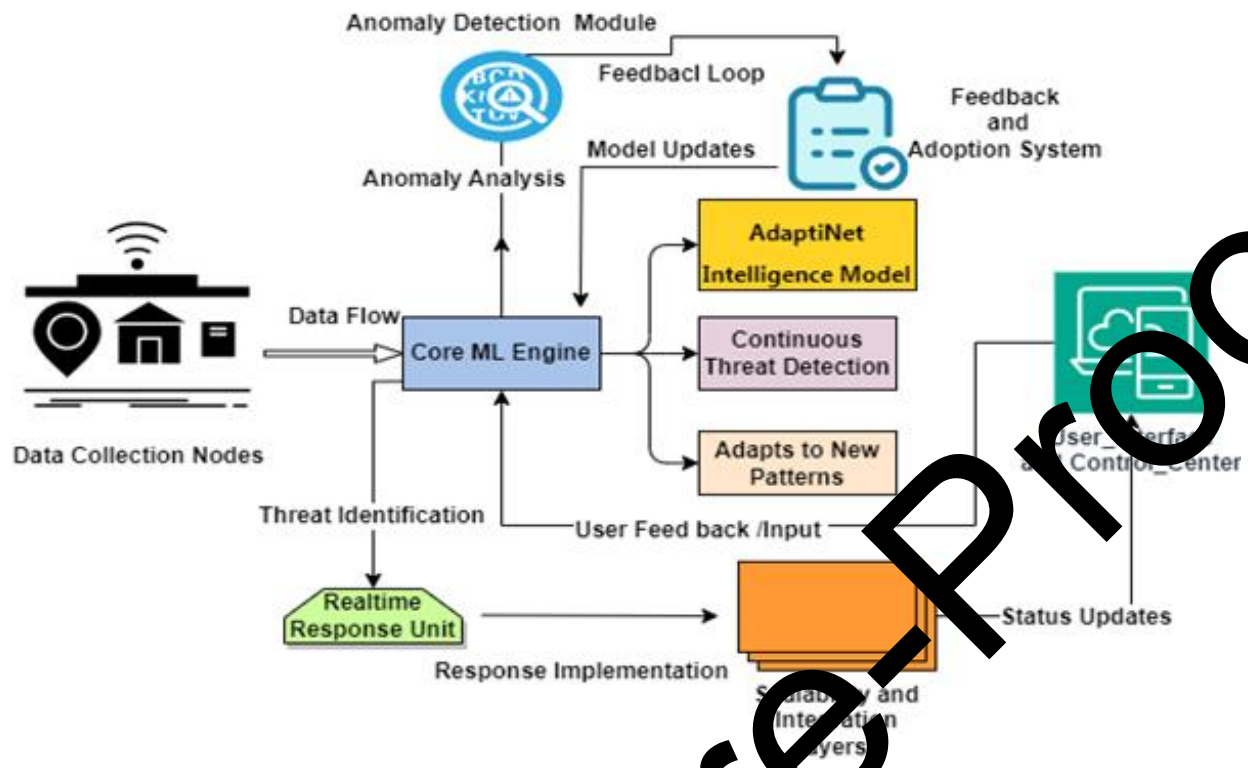 Anomaly Detection Module
Feedbacl Loop
Feedback
and
Adoption System
Model Updates
Anomaly Analysis
AdaptiNet
Intelligence Model
Data Flow
Core ML Engine
Continuous
Threat Detection
Adapts to New
Patterns
Data Collection Nodes
Control_Center
Threat Identification
User Feed back /Input
Realtime
Response Unit
Status Updates
Response Implementation
and